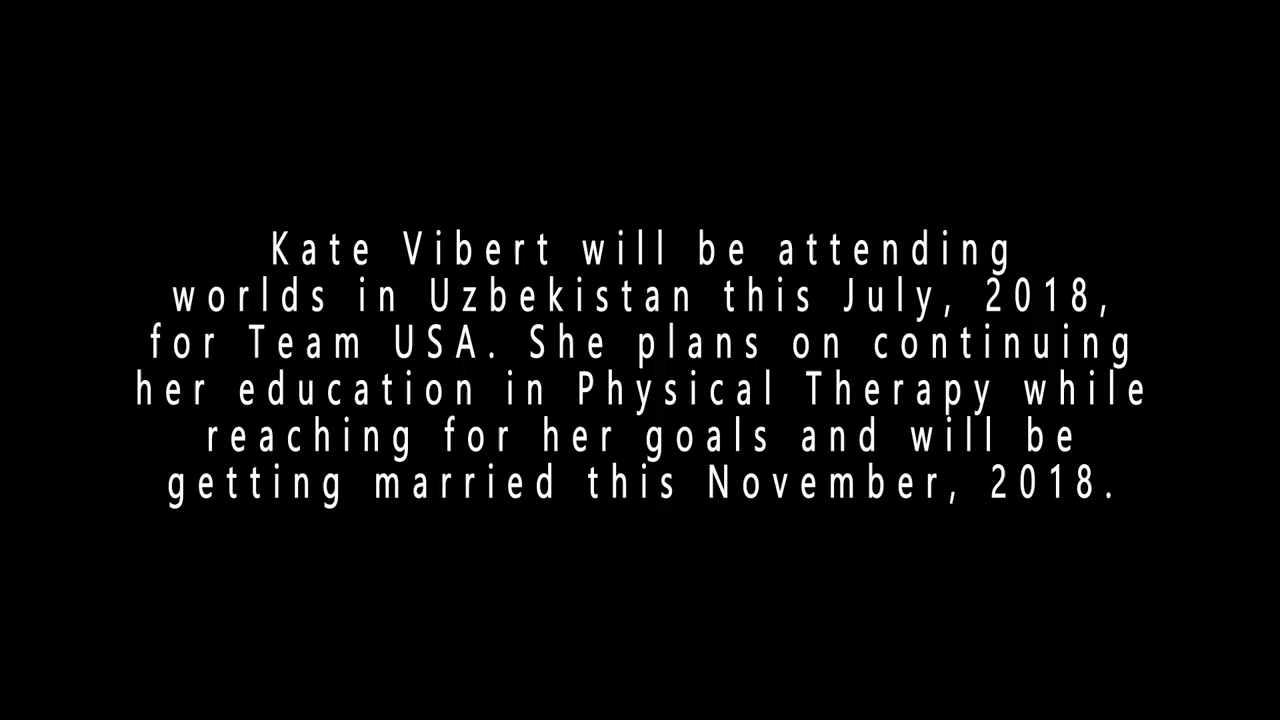 Kate Vibert will be attending
worlds in Uzbekistan this July, 2018,
for Team USA. She plans on continuing
her education in Physical Therapy while
reaching for her goals and will be
getting married this November, 2018.